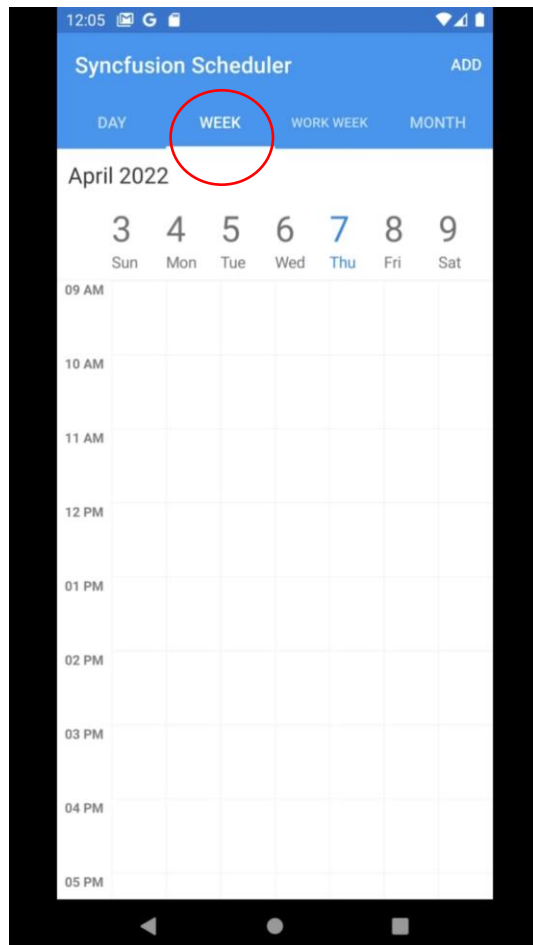 12:05 G
Syncfusion Scheduler ADD
DAY WEEK WORK WEEK MONTH
April 2022
3 4 5 6 7 8 9
Sun Mon Tue Wed Thu Fri Sat
09 AM
10 AM
11 AM
12 PM
01 PM
02 PM
03 PM
04 PM
05 PM